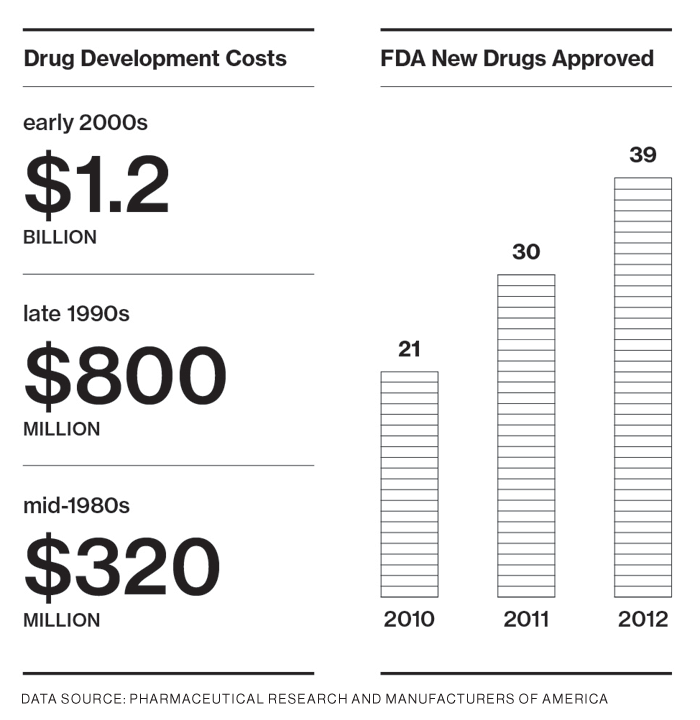 Drug Development Costs
early 2000s
$1.2
BILLION
late 1990s
$800
MILLION
mid-1980s
$320
MILLION
FDA New Drugs Approved
39
30
21
2010 2011 2012
DATA SOURCE: PHARMACEUTICAL RESEARCH AND MANUFACTURERS OF AMERICA